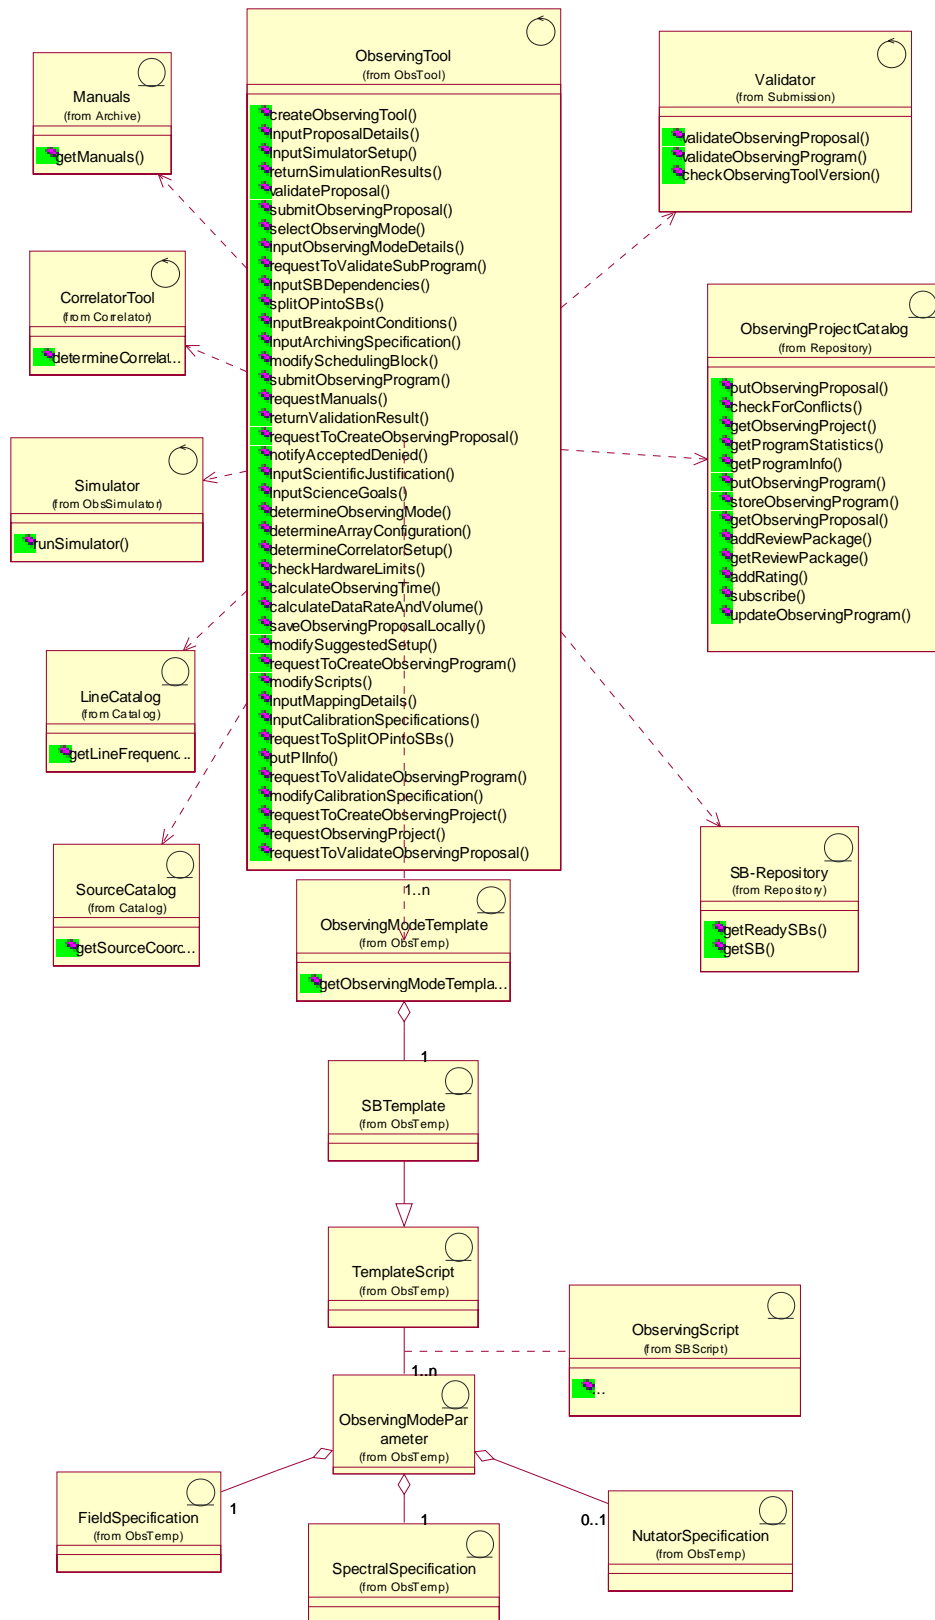 ObservingTool
(from ObsTool)
createObservingTool()
InputProposalDetails()
InputSimulatorSetup()
returnSimulationResults()
validateProposal()
submitObservingProposal()
selectObservingMode()
InputObservingModeDetails()
requestToValidateSubProgram()
InputSBDependencies()
splitOPintoSBs()
InputBreakpointConditions()
InputArchivingSpecification()
modifySchedulingBlock()
submitObservingProgram()
requestManuals()
returnValidationResult()
requestToCreateObservingProposal()
notifyAcceptedDenied()
InputScientificJustification()
InputScienceGoals()
determineObservingMode()
determineArrayConfiguration()
determineCorrelatorSetup()
checkHardwareLimits()
calculateObservingTime()
calculateDataRateAndVolume()
saveObservingProposalLocally()
modifySuggestedSetup()
requestToCreateObservingProgram()
modifyScripts()
InputMappingDetails()
InputCalibrationSpecifications()
requestToSplitOPintoSBs()
putPIInfo()
requestToValidateObservingProgram()
modifyCalibrationSpecification()
requestToCreateObservingProject()
requestObservingProject()
requestToValidateObservingProposal()
Manuals
(from Archive)
getManuals()
CorrelatorTool
(from Correlator)
determineCorrelat...
Simulator
(from ObsSimulator)
runSimulator()
LineCatalog
(from Catalog)
getLineFrequenc...
SourceCatalog
(from Catalog)
getSourceCoorc...
Validator
(from Submission)
validateObservingProposal()
validateObservingProgram()
checkObservingToolVersion()
ObservingProjectCatalog
(from Repository)
putObservingProposal()
checkForConflicts()
getObservingProject()
getProgramStatistics()
getProgramInfo()
putObservingProgram()
storeObservingProgram()
getObservingProposal()
addReviewPackage()
getReviewPackage()
addRating()
subscribe()
updateObservingProgram()
SB-Repository
(from Repository)
getReadySBs()
getSB()
1..n
ObservingModeTemplate
(from ObsTemp)
getObservingModeTempla...
1
SBTemplate
(from ObsTemp)
TemplateScript
(from ObsTemp)
ObservingScript
(from SBScript)
...
1..n
ObservingModePar
ameter
(from ObsTemp)
1
FieldSpecification
(from ObsTemp)
1
SpectralSpecification
(from ObsTemp)
0..1
NutatorSpecification
(from ObsTemp)